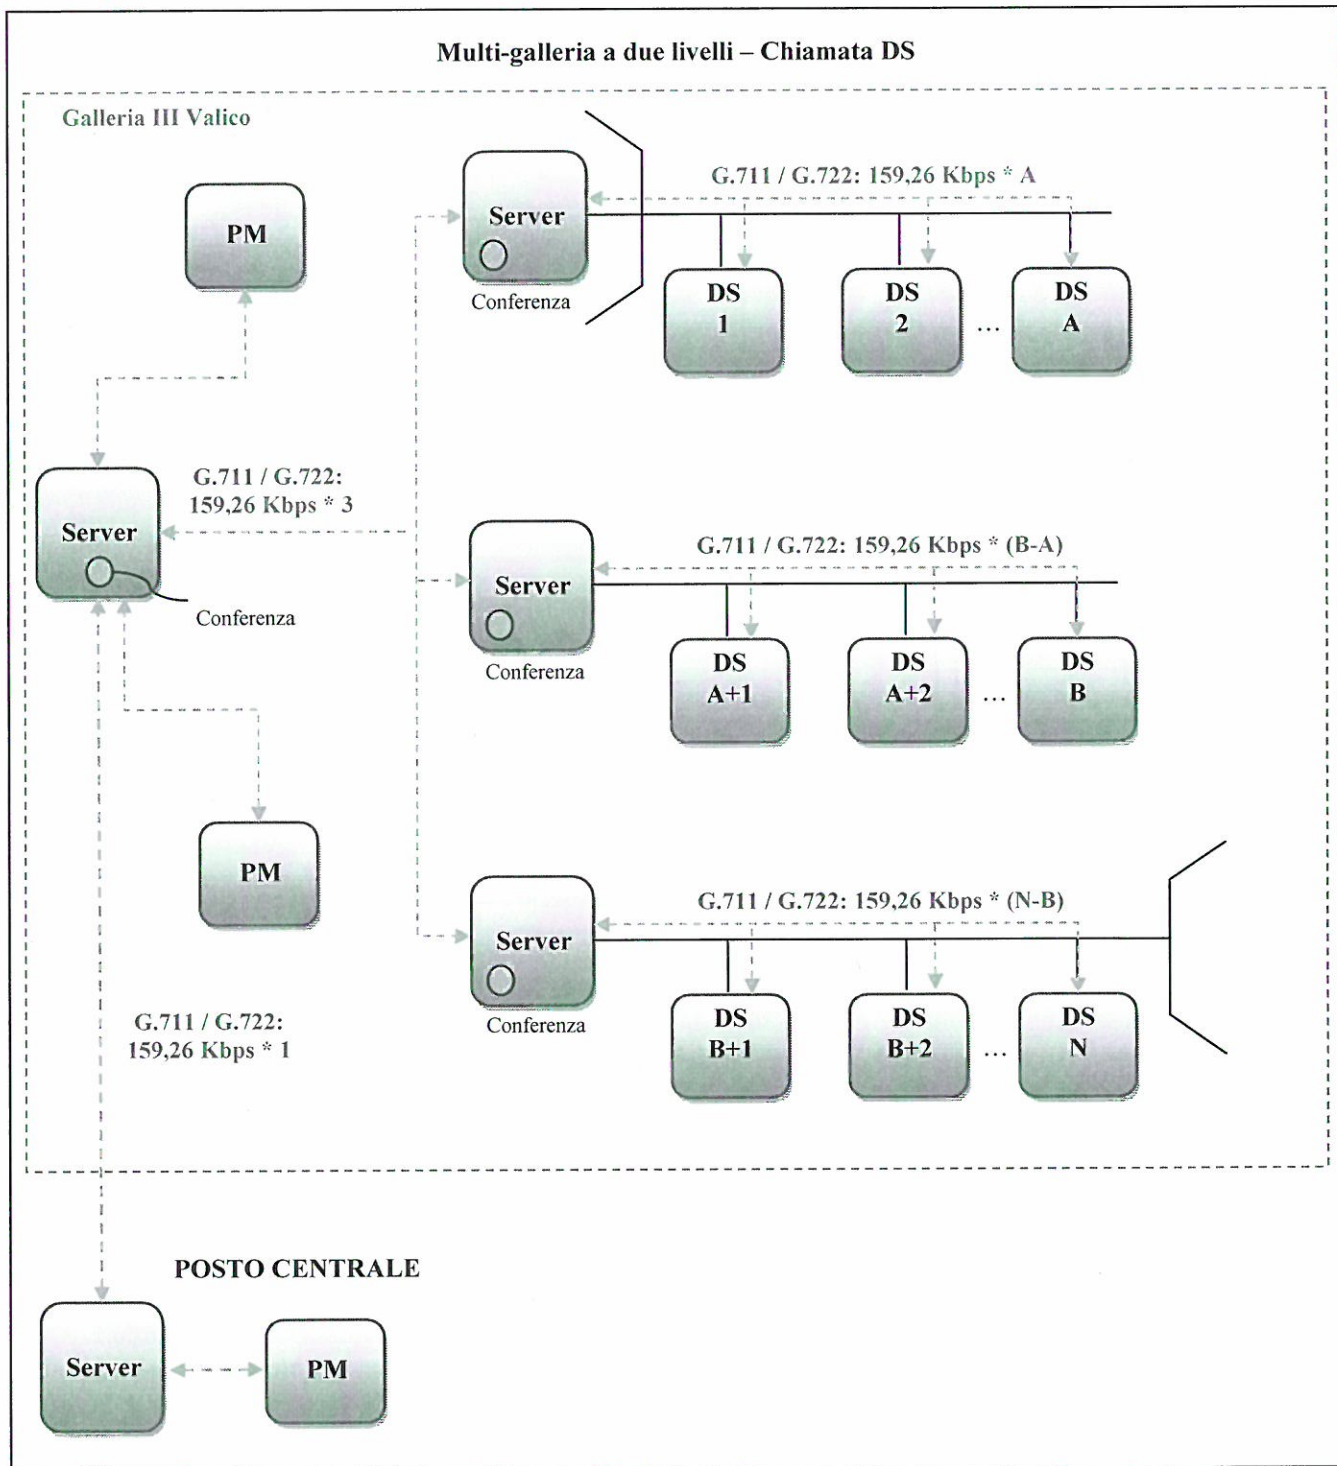 Multi-galleria a due livelli – Chiamata DS
Galleria III Valico
PM
Server
Conferenza
G.711 / G.722: 159,26 Kbps * A
DS
1
DS
2
...
DS
A
G.711 / G.722:
159,26 Kbps * 3
Server
Conferenza
Server
Conferenza
G.711 / G.722: 159,26 Kbps * (B-A)
DS
A+1
DS
A+2
...
DS
B
PM
Server
Conferenza
G.711 / G.722: 159,26 Kbps * (N-B)
DS
B+1
DS
B+2
...
DS
N
G.711 / G.722:
159,26 Kbps * 1
POSTO CENTRALE
Server
PM